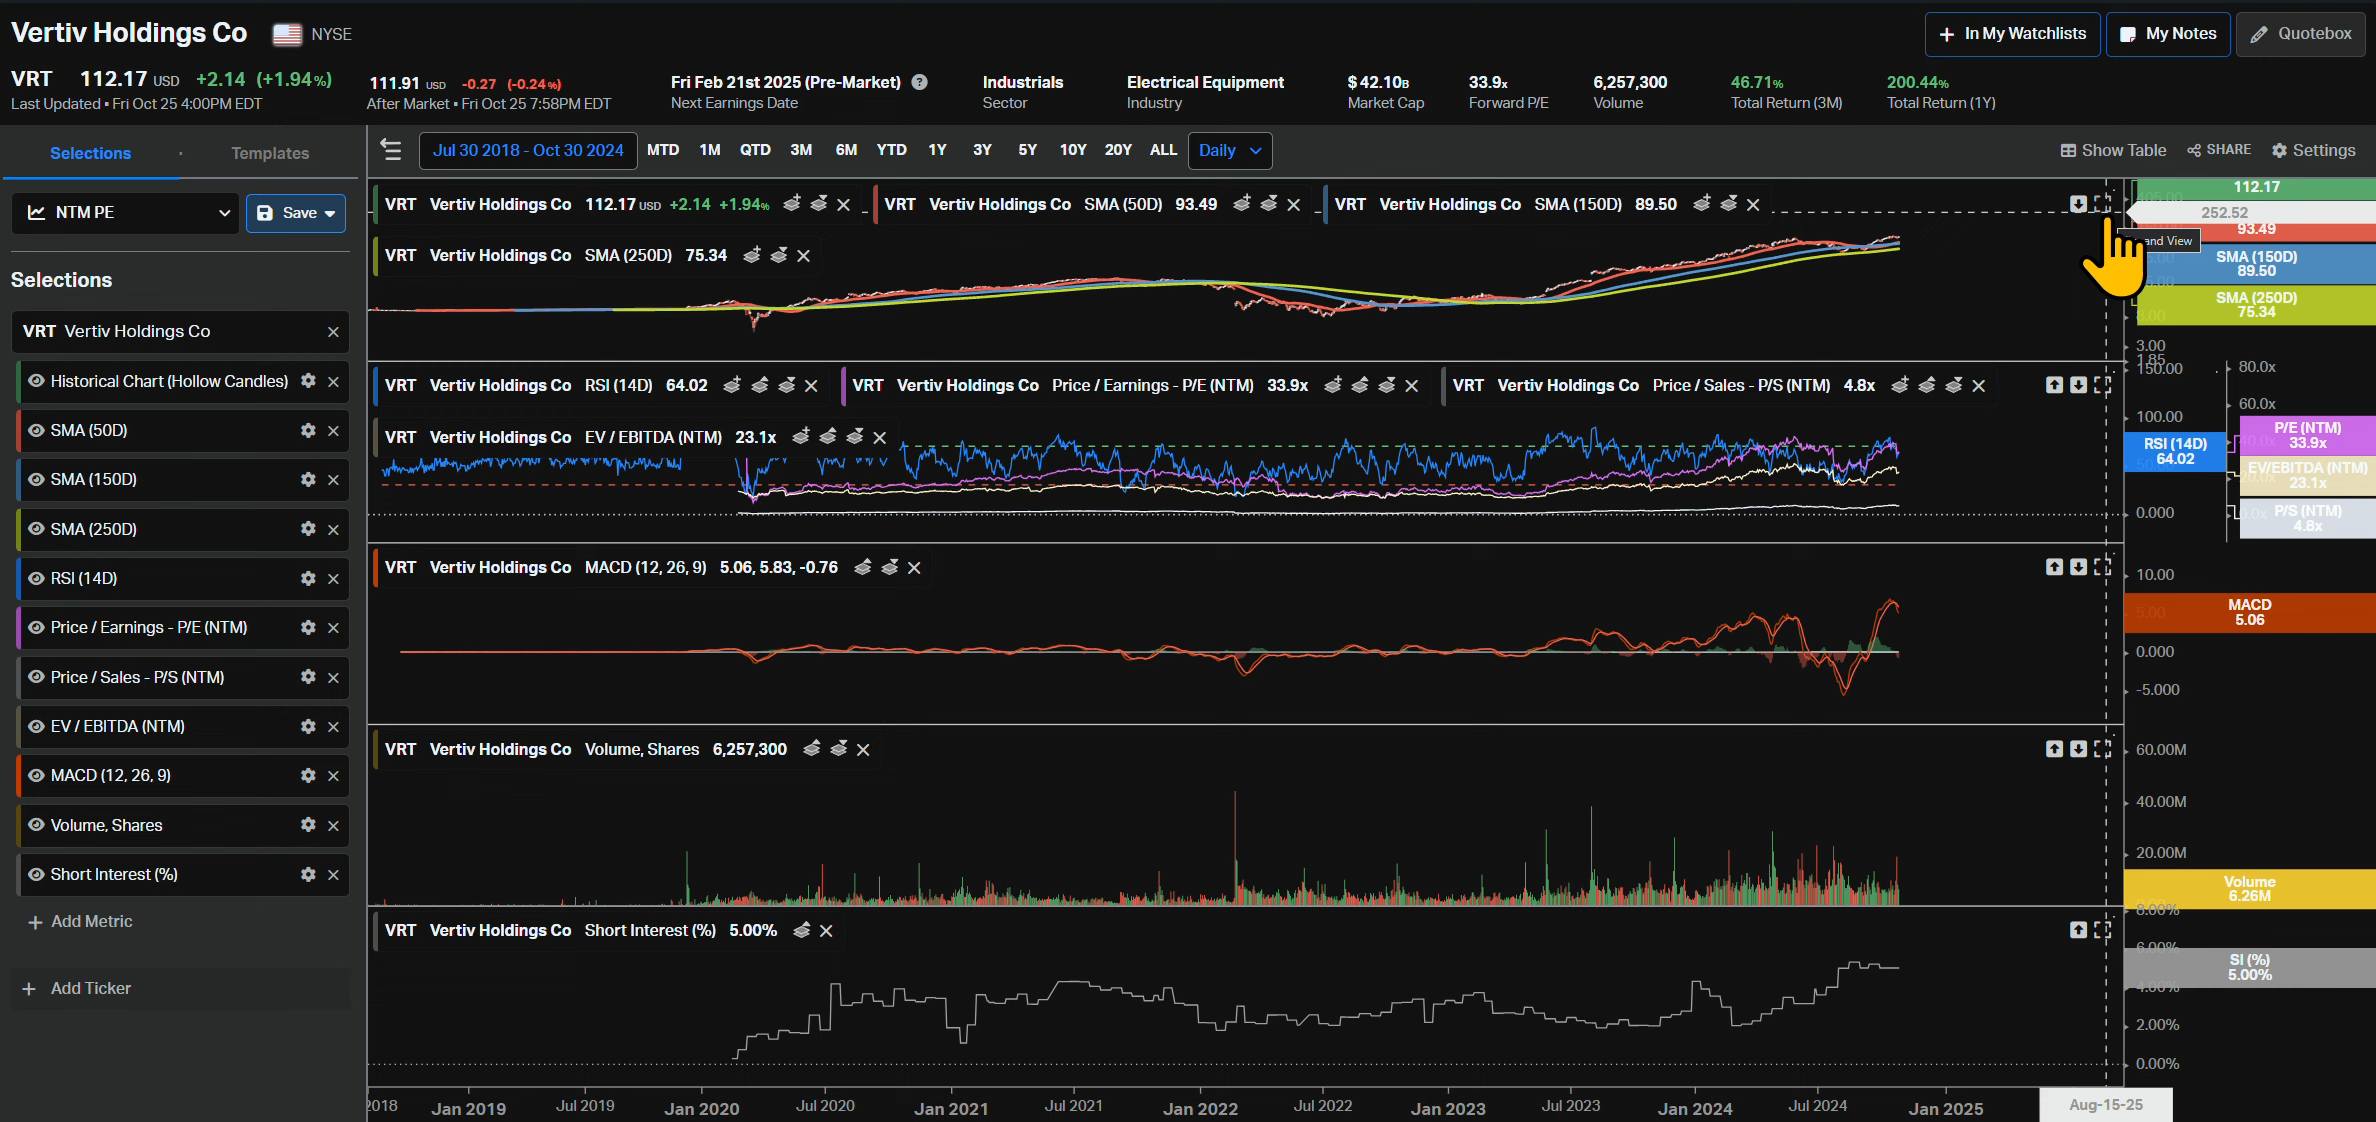 Vertiv Holdings Co NYSE
+ In My Watchlists My Notes Quotebox
VRT 112.17 USD +2.14 (+1.94%)
Last Updated • Fri Oct 25 4:00PM EDT
111.91 USD -0.27 (-0.24%)
After Market • Fri Oct 25 7:58PM EDT
Fri Feb 21st 2025 (Pre-Market) ?
Next Earnings Date
Industrials
Sector
Electrical Equipment
Industry
$42.10B
Market Cap
33.9x
Forward P/E
6,257,300
Volume
46.71%
Total Return (3M)
200.44%
Total Return (1Y)
Selections · Templates
NTM PE
Save
Selections
VRT Vertiv Holdings Co
Historical Chart (Hollow Candles)
SMA (50D)
SMA (150D)
SMA (250D)
RSI (14D)
Price / Earnings - P/E (NTM)
Price / Sales - P/S (NTM)
EV / EBITDA (NTM)
MACD (12, 26, 9)
Volume, Shares
Short Interest (%)
+ Add Metric
+ Add Ticker
Jul 30 2018 - Oct 30 2024 MTD 1M QTD 3M 6M YTD 1Y 3Y 5Y 10Y 20Y ALL Daily
Show Table SHARE Settings
VRT Vertiv Holdings Co 112.17 USD +2.14 +1.94%
VRT Vertiv Holdings Co SMA (50D) 93.49
VRT Vertiv Holdings Co SMA (150D) 89.50
VRT Vertiv Holdings Co SMA (250D) 75.34
112.17
252.52
93.49
and View
SMA (150D)
89.50
SMA (250D)
75.34
3.00
1.85
VRT Vertiv Holdings Co RSI (14D) 64.02
VRT Vertiv Holdings Co Price / Earnings - P/E (NTM) 33.9x
VRT Vertiv Holdings Co Price / Sales - P/S (NTM) 4.8x
VRT Vertiv Holdings Co EV / EBITDA (NTM) 23.1x
150.00
100.00
RSI (14D)
64.02
0.000
80.0x
60.0x
P/E (NTM)
33.9x
EV/EBITDA (NTM)
23.1x
P/S (NTM)
4.8x
VRT Vertiv Holdings Co MACD (12, 26, 9) 5.06, 5.83, -0.76
10.00
MACD
5.06
5.00
0.000
-5.000
VRT Vertiv Holdings Co Volume, Shares 6,257,300
60.00M
40.00M
20.00M
Volume
6.26M
8.00%
VRT Vertiv Holdings Co Short Interest (%) 5.00%
6.00%
SI (%)
5.00%
4.00%
2.00%
0.00%
2018 Jan 2019 Jul 2019 Jan 2020 Jul 2020 Jan 2021 Jul 2021 Jan 2022 Jul 2022 Jan 2023 Jul 2023 Jan 2024 Jul 2024 Jan 2025 Aug-15-25